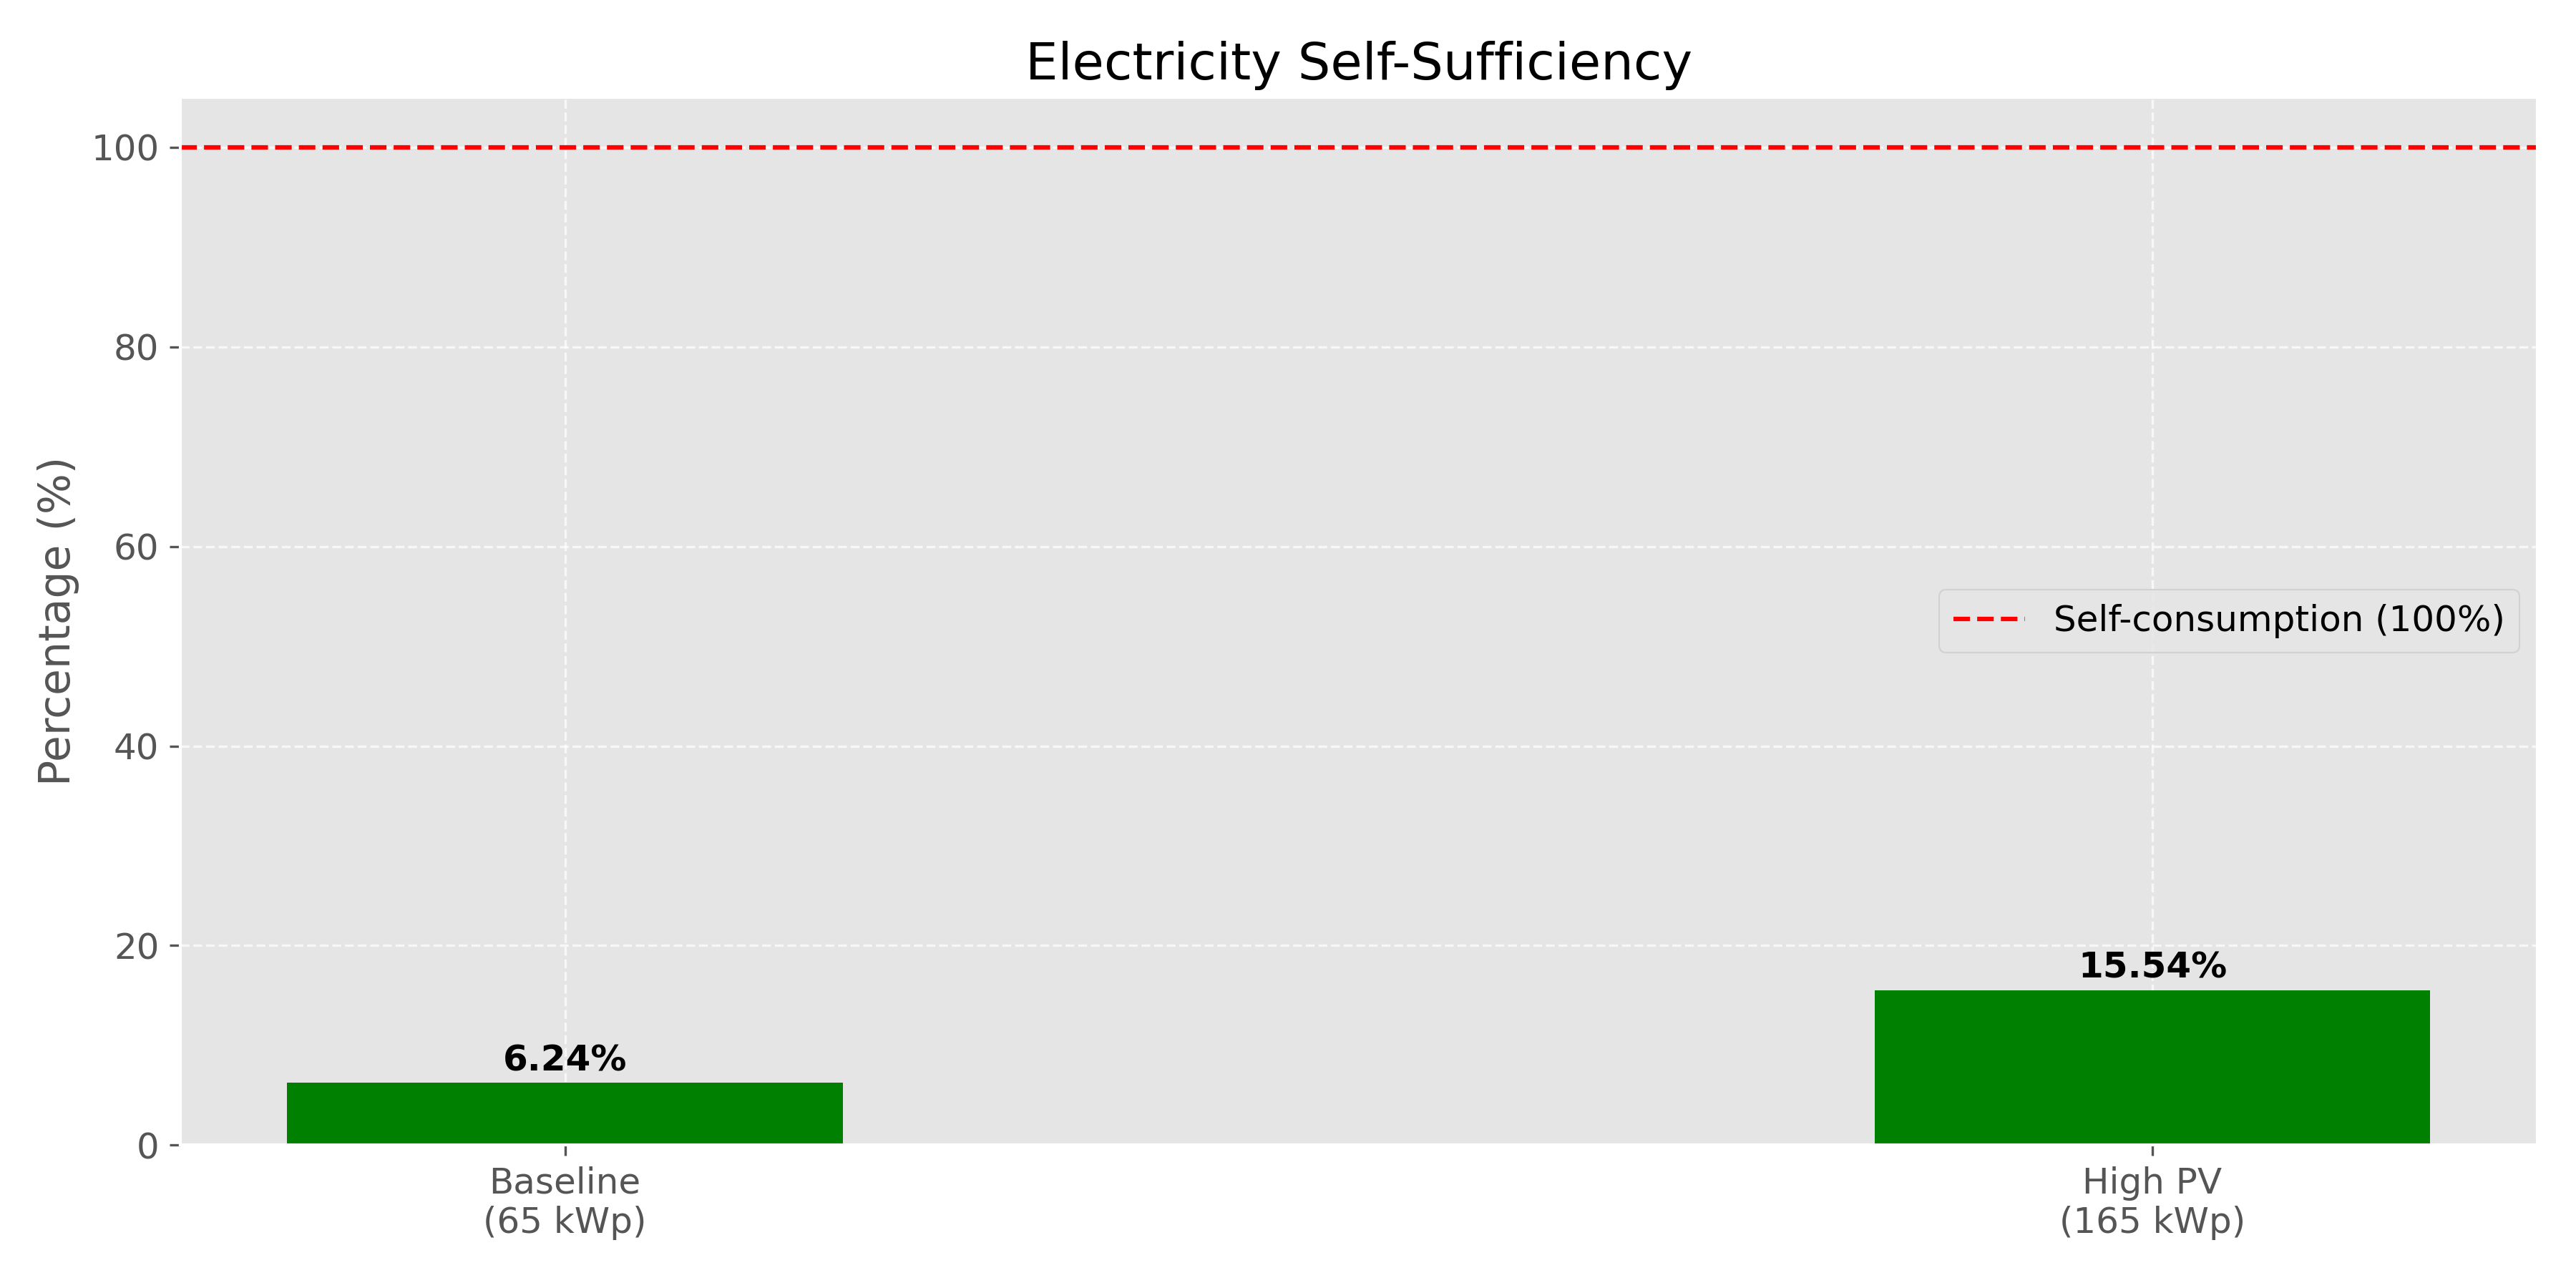 Electricity Self-Sufficiency
Percentage (%)
100
80
60
40
20
0
Self-consumption (100%)
6.24%
15.54%
Baseline
(65 kWp)
High PV
(165 kWp)